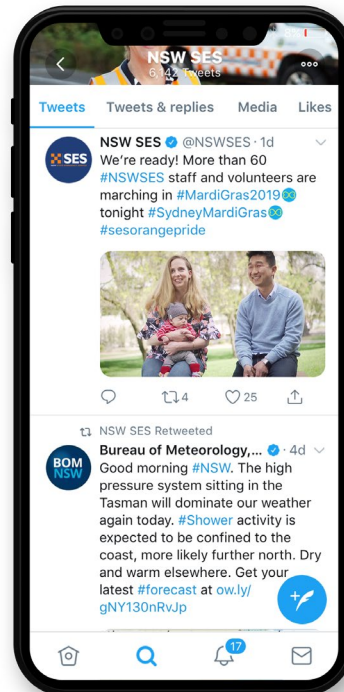 NSW SES
6,142 Tweets
Tweets Tweets & replies Media Likes
SES
NSW SES @NSWSES · 1d
We're ready! More than 60
#NSWSES staff and volunteers are
marching in #MardiGras2019
tonight #SydneyMardiGras
#sesorangepride
4 25
NSW SES Retweeted
BOM
NSW
Bureau of Meteorology,... · 4d
Good morning #NSW. The high
pressure system sitting in the
Tasman will dominate our weather
again today. #Shower activity is
expected to be confined to the
coast, more likely further north. Dry
and warm elsewhere. Get your
latest #forecast at ow.ly/
gNY130nRvJp
17